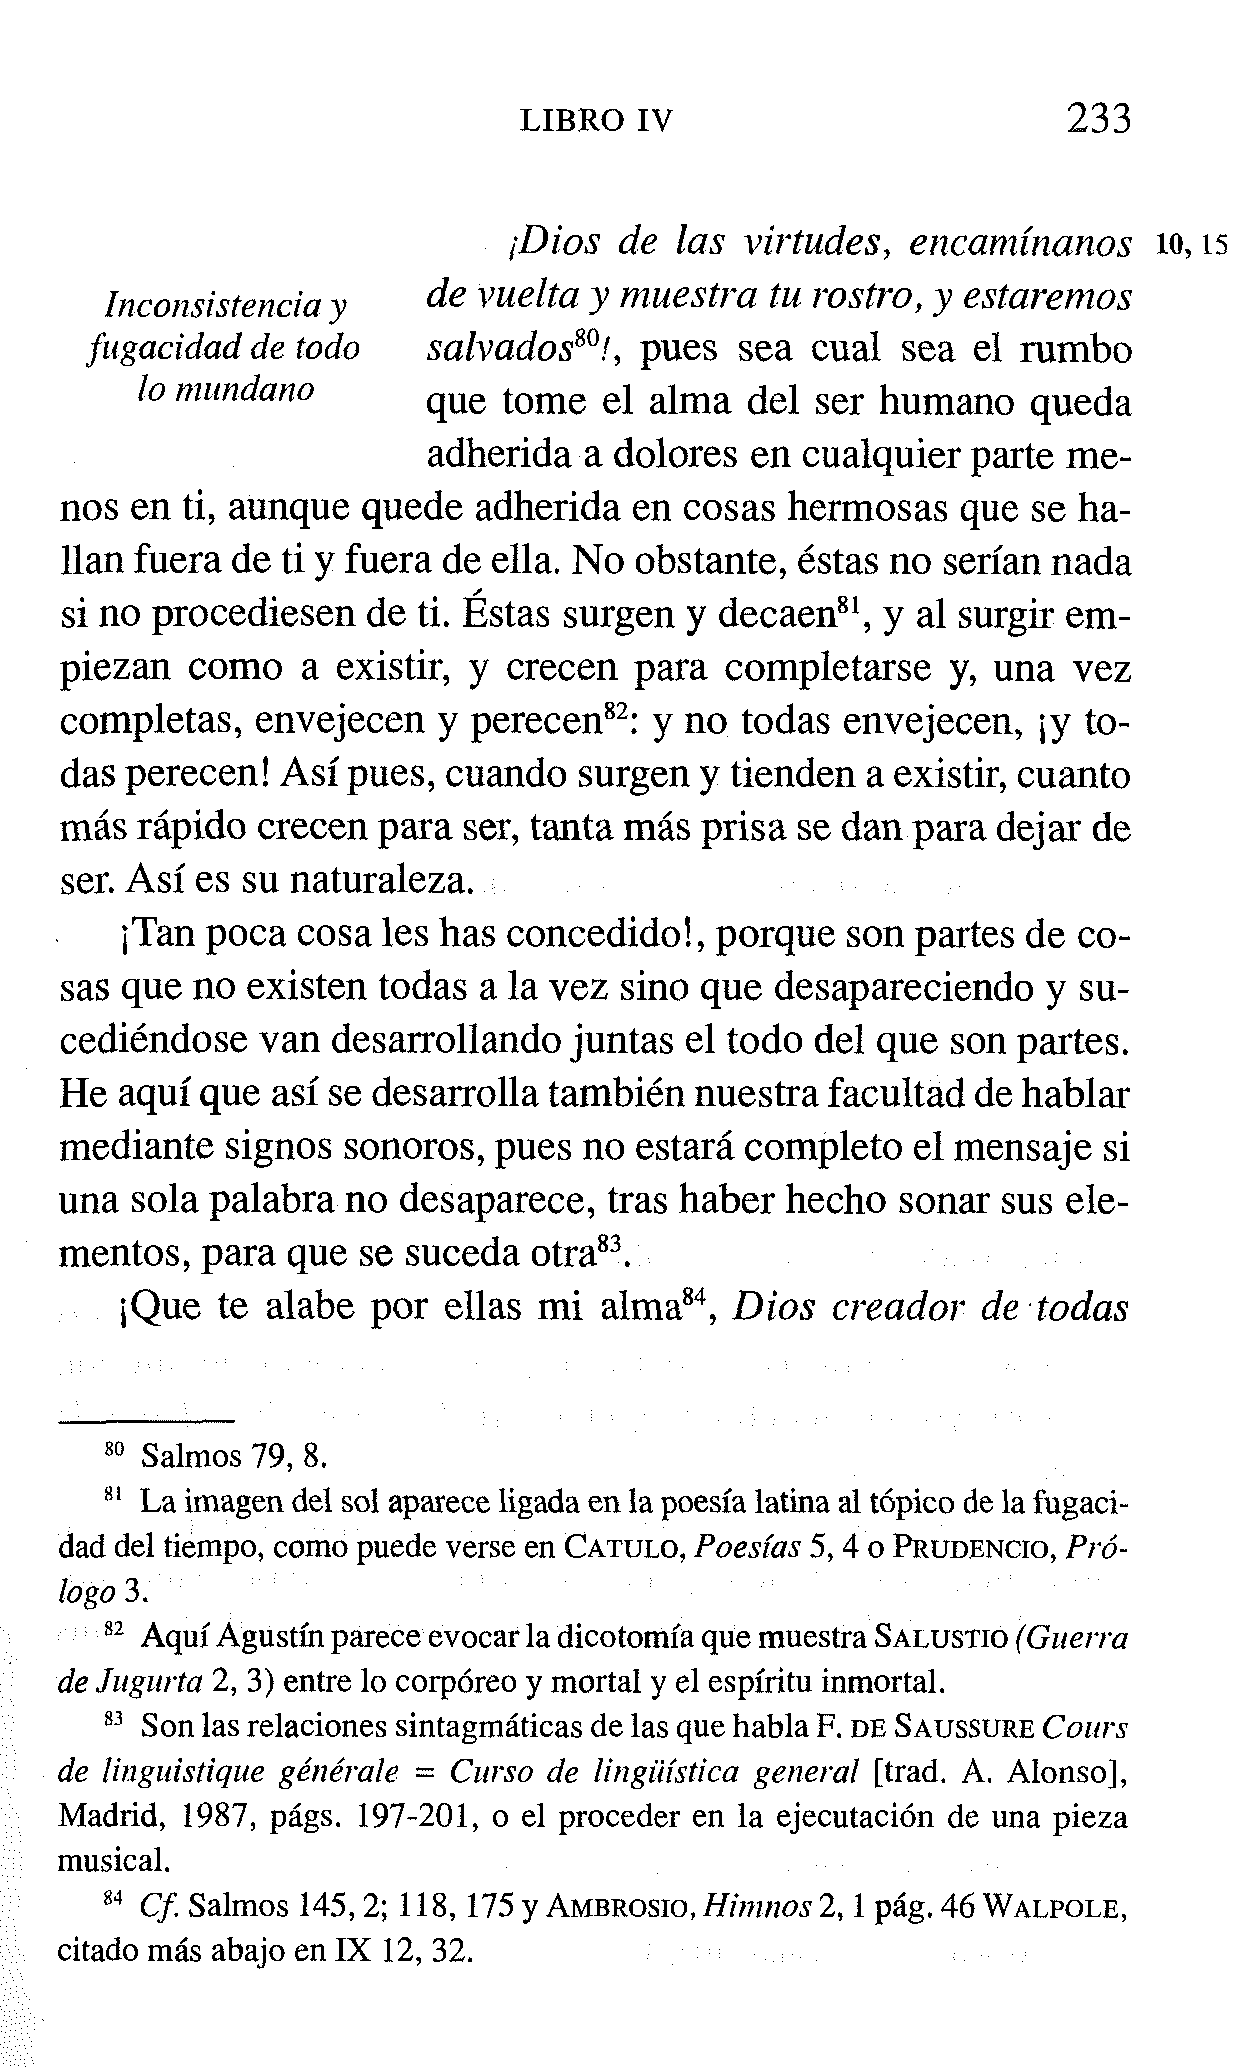 LIBRO IV 233
¡Dios de las virtudes, encamínanos 10, 15
Inconsistencia y
fugacidad de todo
lo mundano
de vuelta y muestra tu rostro, y estaremos
salvados⁸⁰!, pues sea cual sea el rumbo
que tome el alma del ser humano queda
adherida a dolores en cualquier parte me-
nos en ti, aunque quede adherida en cosas hermosas que se ha-
llan fuera de ti y fuera de ella. No obstante, éstas no serían nada
si no procediesen de ti. Éstas surgen y decaen⁸¹, y al surgir em-
piezan como a existir, y crecen para completarse y, una vez
completas, envejecen y perecen⁸²: y no todas envejecen, ¡y to-
das perecen! Así pues, cuando surgen y tienden a existir, cuanto
más rápido crecen para ser, tanta más prisa se dan para dejar de
ser. Así es su naturaleza.
¡Tan poca cosa les has concedido!, porque son partes de co-
sas que no existen todas a la vez sino que desapareciendo y su-
cediéndose van desarrollando juntas el todo del que son partes.
He aquí que así se desarrolla también nuestra facultad de hablar
mediante signos sonoros, pues no estará completo el mensaje si
una sola palabra no desaparece, tras haber hecho sonar sus ele-
mentos, para que se suceda otra⁸³.
¡Que te alabe por ellas mi alma⁸⁴, Dios creador de todas
⁸⁰ Salmos 79, 8.
⁸¹ La imagen del sol aparece ligada en la poesía latina al tópico de la fugaci-
dad del tiempo, como puede verse en CATULO, Poesías 5, 4 o PRUDENCIO, Pró-
logo 3.
⁸² Aquí Agustín parece evocar la dicotomía que muestra SALUSTIO (Guerra
de Jugurta 2, 3) entre lo corpóreo y mortal y el espíritu inmortal.
⁸³ Son las relaciones sintagmáticas de las que habla F. DE SAUSSURE Cours
de linguistique générale = Curso de lingüística general [trad. A. Alonso],
Madrid, 1987, págs. 197-201, o el proceder en la ejecutación de una pieza
musical.
⁸⁴ Cf. Salmos 145, 2; 118, 175 y AMBROSIO, Himnos 2, 1 pág. 46 WALPOLE,
citado más abajo en IX 12, 32.